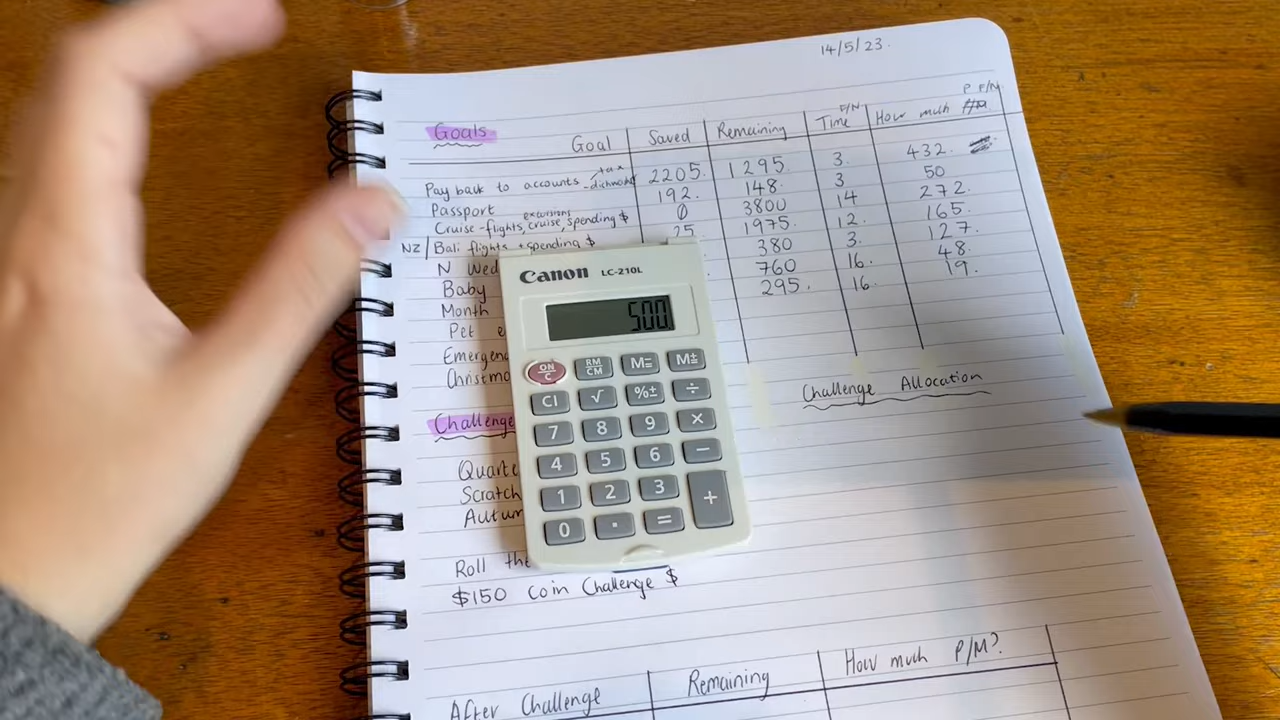 14/5/23.
Goals Goal Saved Remaining Time F/N How much P F/N
Pay back to accounts - tax 2205. 1295. 3. 432.
Passport 192. 148. 3 50
Cruise - flights, cruise, excursions spending $ 0 3800 14 272.
NZ/Bali flights + spending $ 25 1975 12. 165.
N Wed 380 3. 127.
Baby 760 16. 48.
Month 295. 16. 19.
Pet e
Emergen
Christma
Challenge Allocation
Challenge
Quarte
Scratch
Autum
Roll the
$150 Coin Challenge $
After Challenge Remaining How much P/M?
Canon LC-210L
500
ON/C RM/CM M= M±
CI √ %± ÷
7 8 9 ×
4 5 6 −
1 2 3 +
0 . =